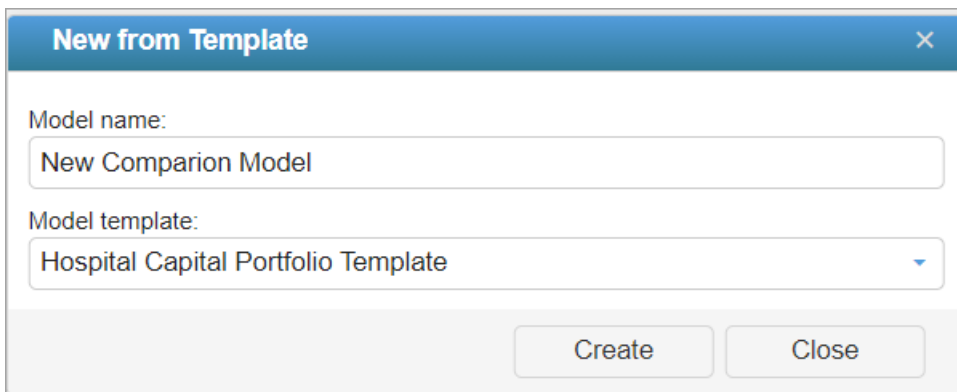 New from Template
Model name:
New Comparion Model
Model template:
Hospital Capital Portfolio Template
Create Close